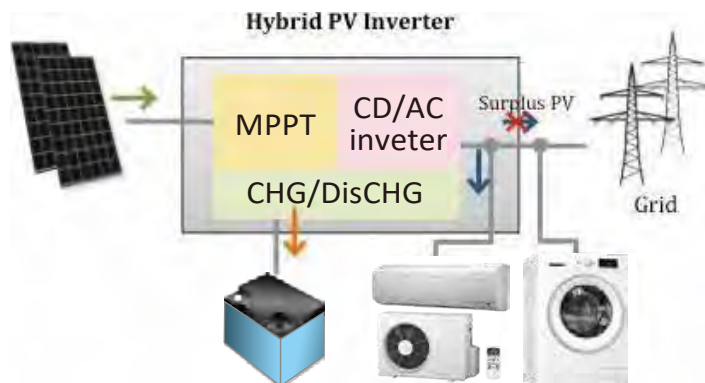 Hybrid PV Inverter
MPPT
CD/AC
inveter
Surplus PV
CHG/DisCHG
Grid